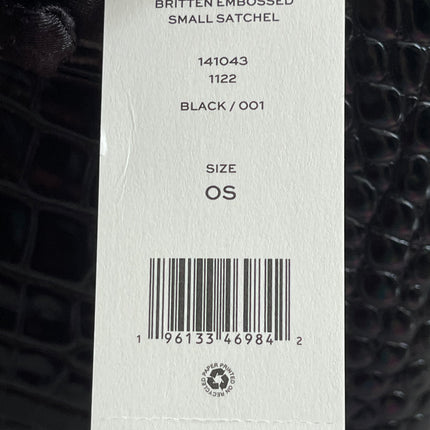 BRITTEN EMBOSSED
SMALL SATCHEL
141043
1122
BLACK / 001
SIZE
OS
1 96133 46984 2
PAPER PRINTED ON RECYCLED